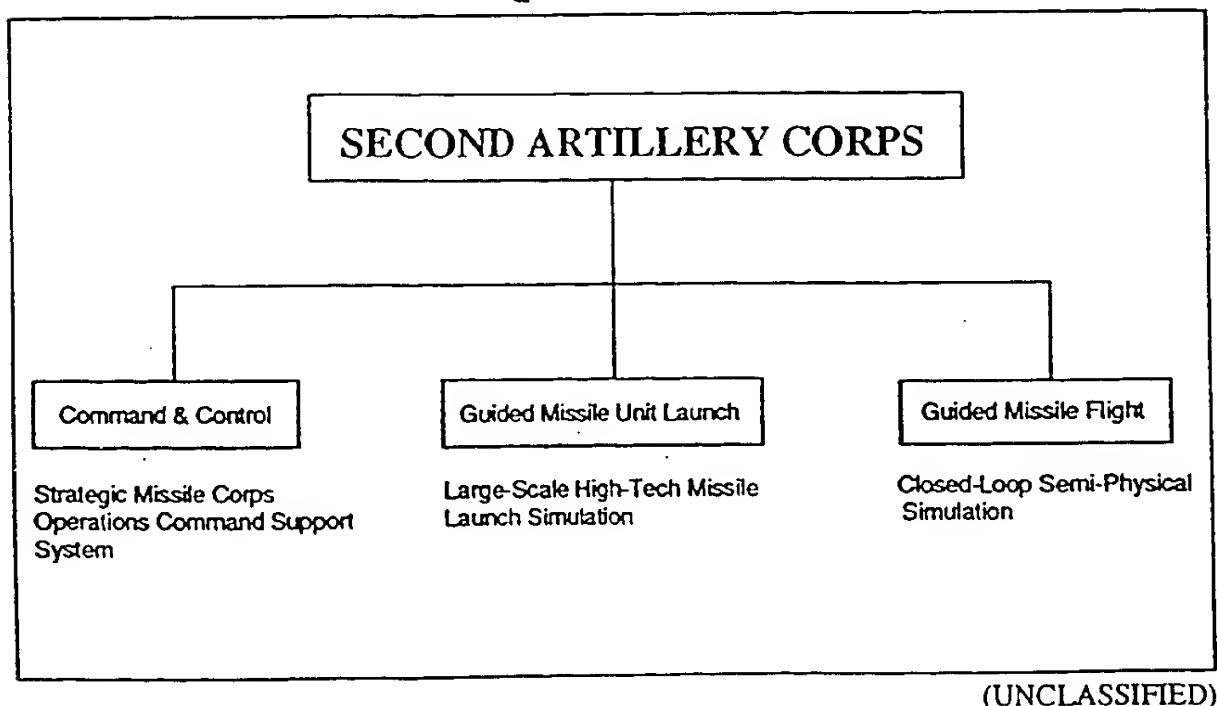 SECOND ARTILLERY CORPS
Command & Control
Strategic Missile Corps
Operations Command Support
System
Guided Missile Unit Launch
Large-Scale High-Tech Missile
Launch Simulation
Guided Missile Flight
Closed-Loop Semi-Physical
Simulation
(UNCLASSIFIED)